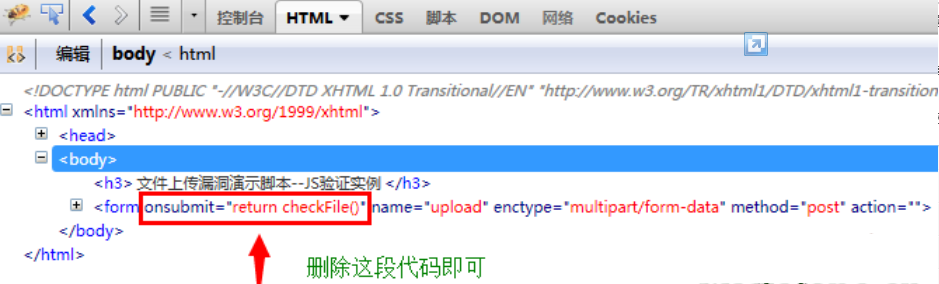 控制台 HTML CSS 脚本 DOM 网络 Cookies
编辑 body < html
<!DOCTYPE html PUBLIC "-//W3C//DTD XHTML 1.0 Transitional//EN" "http://www.w3.org/TR/xhtml1/DTD/xhtml1-transition
<html xmlns="http://www.w3.org/1999/xhtml">
<head>
<body>
<h3> 文件上传漏洞演示脚本--JS验证实例 </h3>
<form onsubmit="return checkFile()" name="upload" enctype="multipart/form-data" method="post" action="">
</body>
</html>
删除这段代码即可